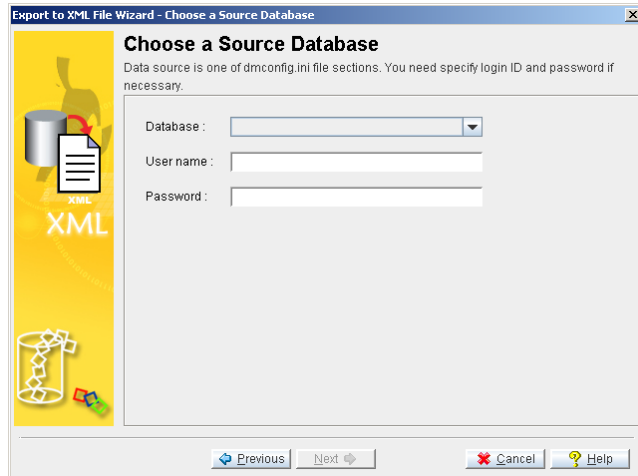 Export to XML File Wizard - Choose a Source Database
Choose a Source Database
Data source is one of dmconfig.ini file sections. You need specify login ID and password if
necessary.
Database :
User name :
Password :
XML
XML
Previous
Next
Cancel
Help